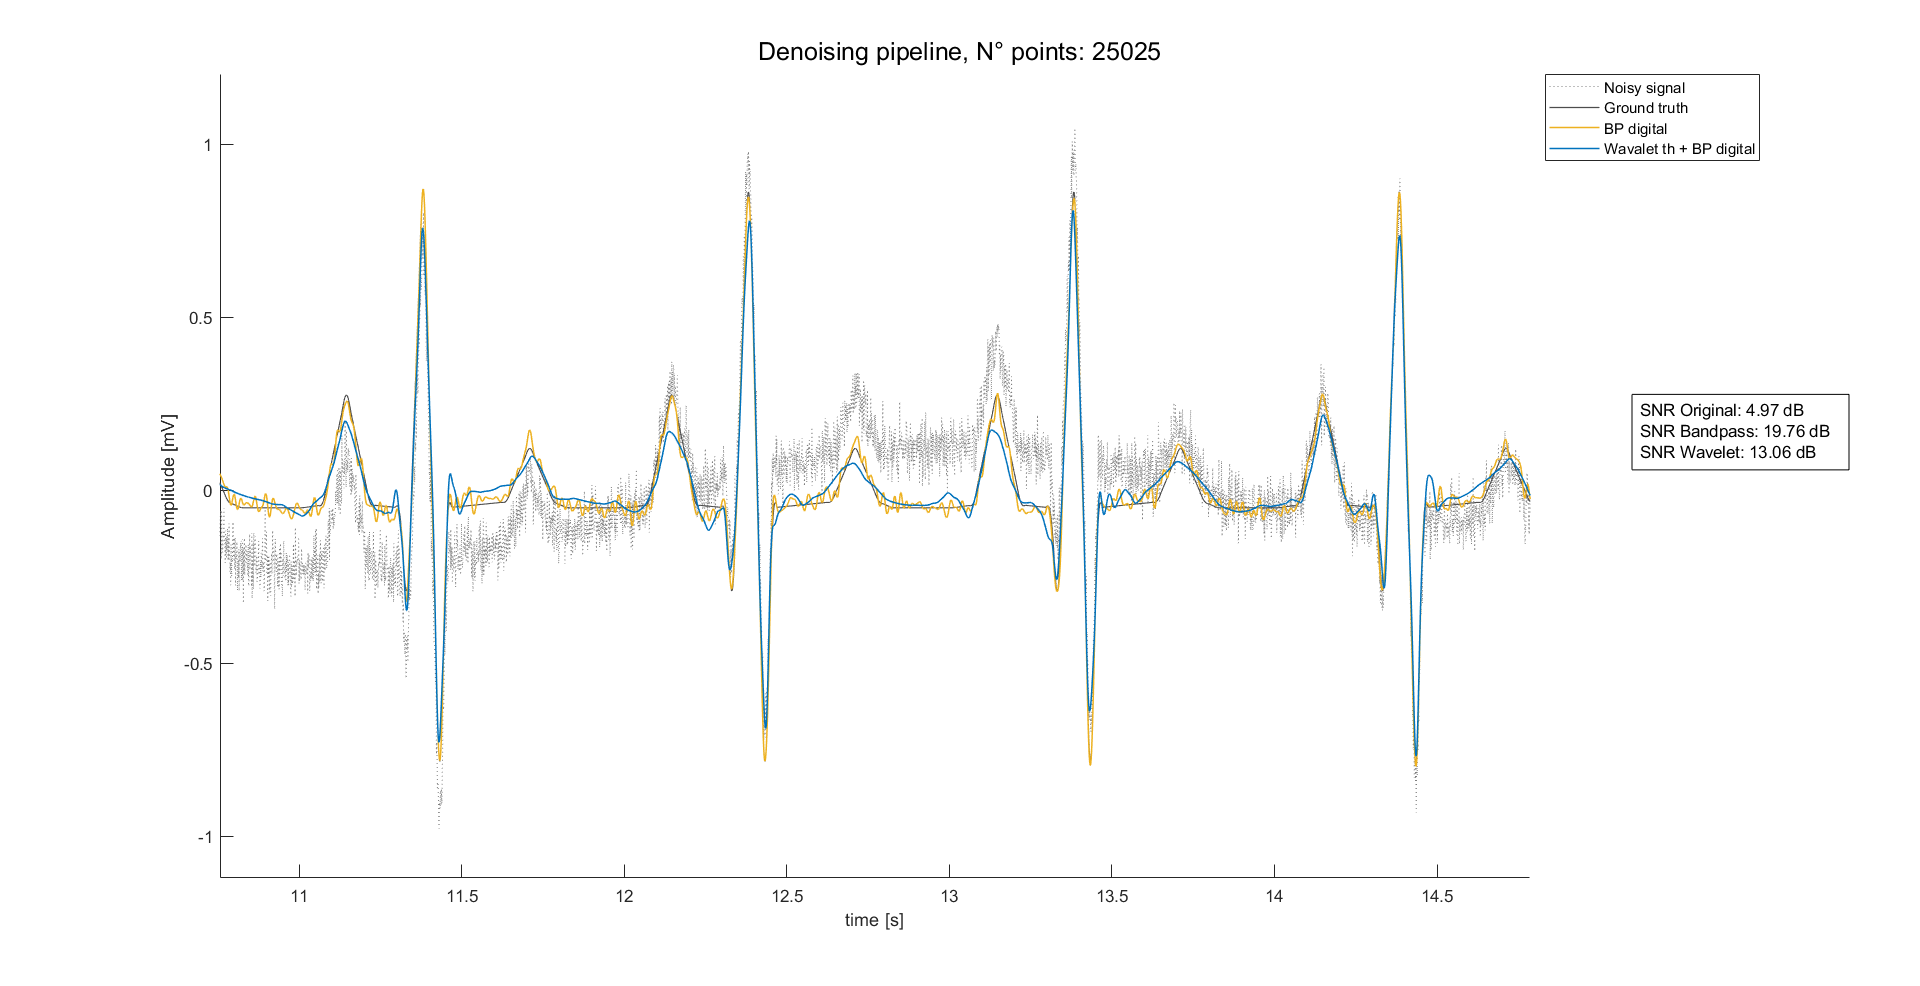 Denoising pipeline, N° points: 25025
Noisy signal
Ground truth
BP digital
Wavalet th + BP digital
1
0.5
0
-0.5
-1
Amplitude [mV]
SNR Original: 4.97 dB
SNR Bandpass: 19.76 dB
SNR Wavelet: 13.06 dB
11
11.5
12
12.5
13
13.5
14
14.5
time [s]